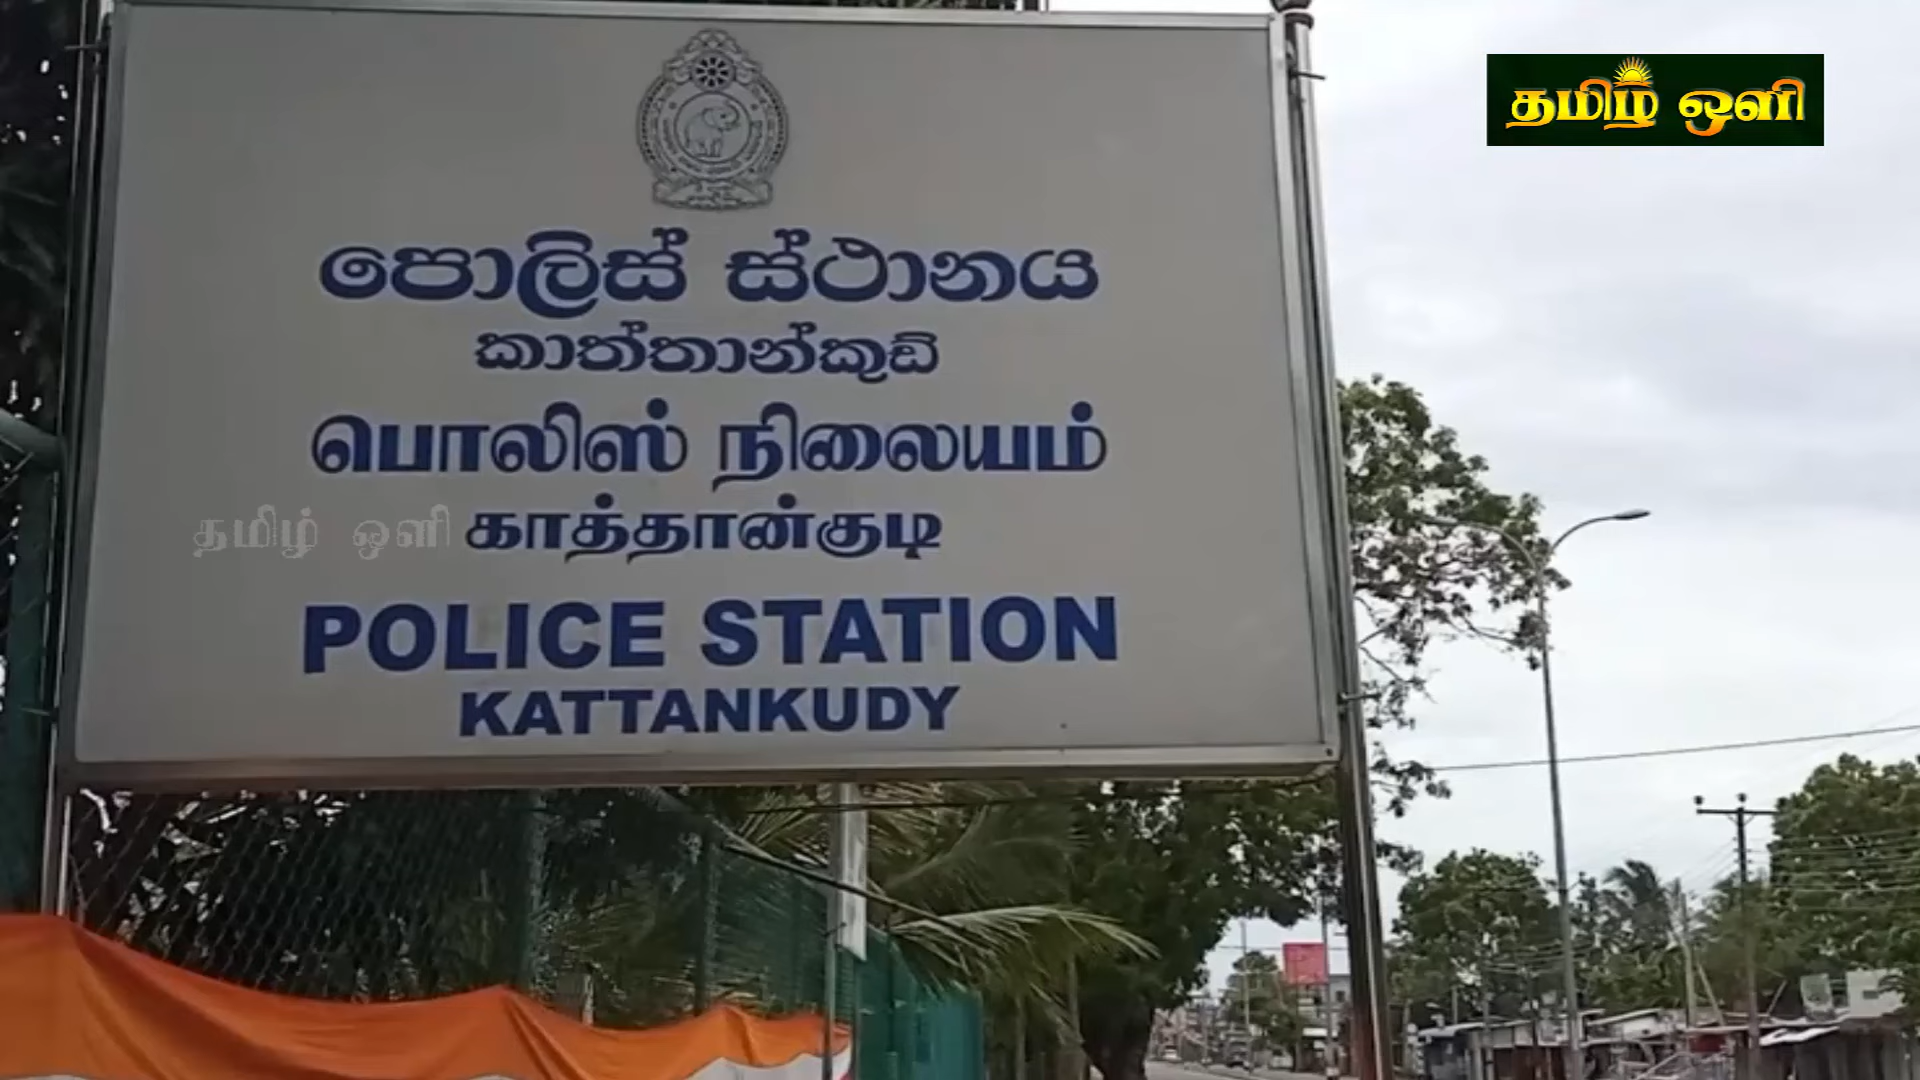 தமிழ் ஒளி
පොලිස් ස්ථානය
කාත්තාන්කුඩි
பொலிஸ் நிலையம்
காத்தான்குடி
தமிழ் ஒளி
POLICE STATION
KATTANKUDY